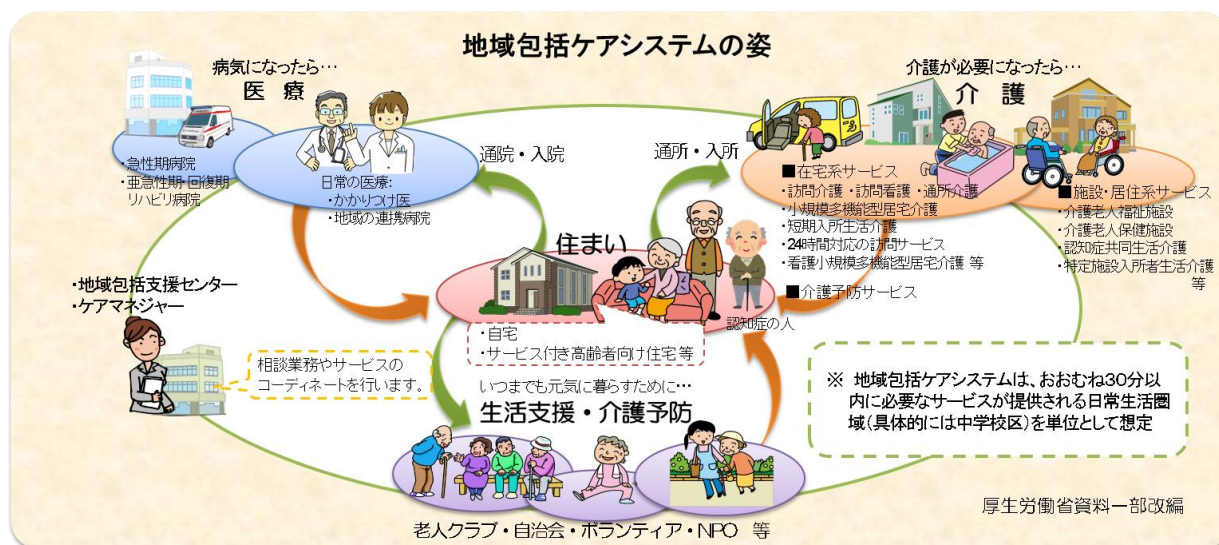 地域包括ケアシステムの姿
病気になったら…
医 療
・急性期病院
・亜急性期・回復期
リハビリ病院
日常の医療:
・かかりつけ医
・地域の連携病院
通院・入院
通所・入所
介護が必要になったら…
介 護
■在宅系サービス
・訪問介護・訪問看護・通所介護
・小規模多機能型居宅介護
・短期入所生活介護
・24時間対応の訪問サービス
・看護小規模多機能型居宅介護 等
■介護予防サービス
■施設・居住系サービス
・介護老人福祉施設
・介護老人保健施設
・認知症共同生活介護
・特定施設入所者生活介護
等
住まい
・自宅
・サービス付き高齢者向け住宅 等
認知症の人
・地域包括支援センター
・ケアマネジャー
相談業務やサービスの
コーディネートを行います。
いつまでも元気に暮らすために…
生活支援・介護予防
老人クラブ・自治会・ボランティア・NPO 等
※ 地域包括ケアシステムは、おおむね30分以
内に必要なサービスが提供される日常生活圏
域(具体的には中学校区)を単位として想定
厚生労働省資料一部改編